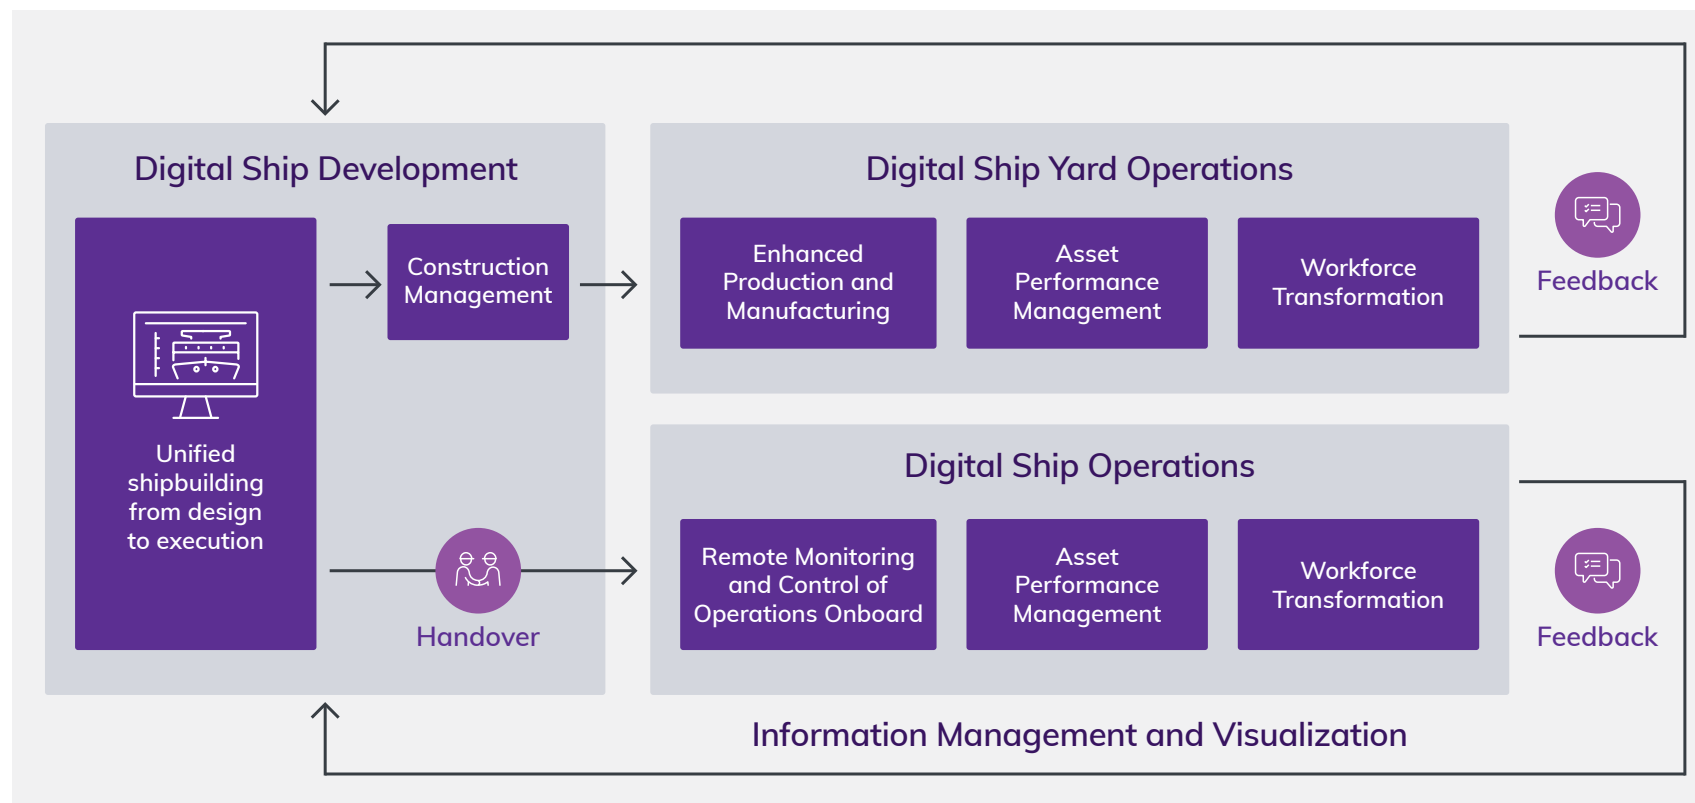 Digital Ship Development
Unified
shipbuilding
from design
to execution
Construction
Management
Handover
Digital Ship Yard Operations
Enhanced
Production and
Manufacturing
Asset
Performance
Management
Workforce
Transformation
Feedback
Digital Ship Operations
Remote Monitoring
and Control of
Operations Onboard
Asset
Performance
Management
Workforce
Transformation
Feedback
Information Management and Visualization